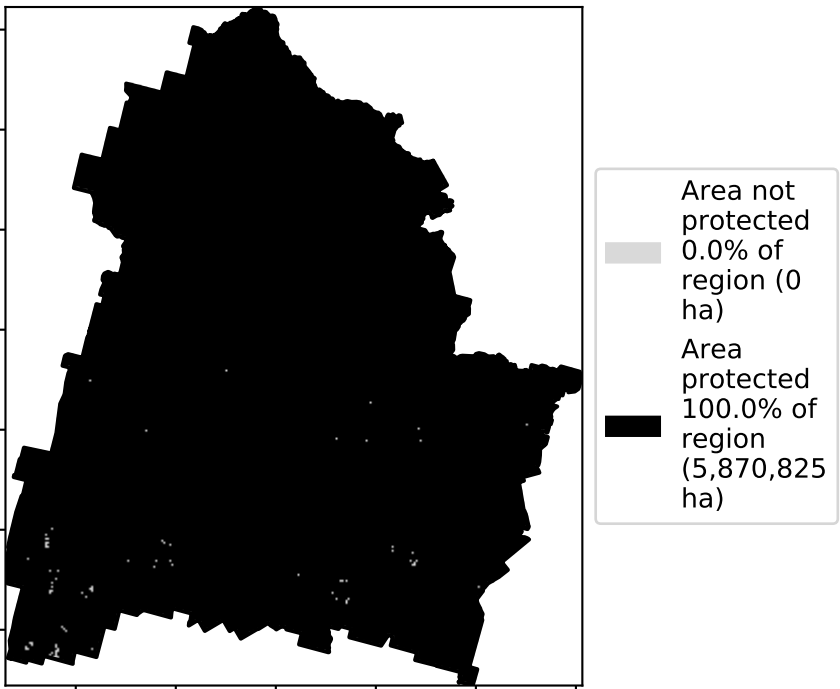 Area not
protected
0.0% of
region (0
ha)
Area
protected
100.0% of
region
(5,870,825
ha)